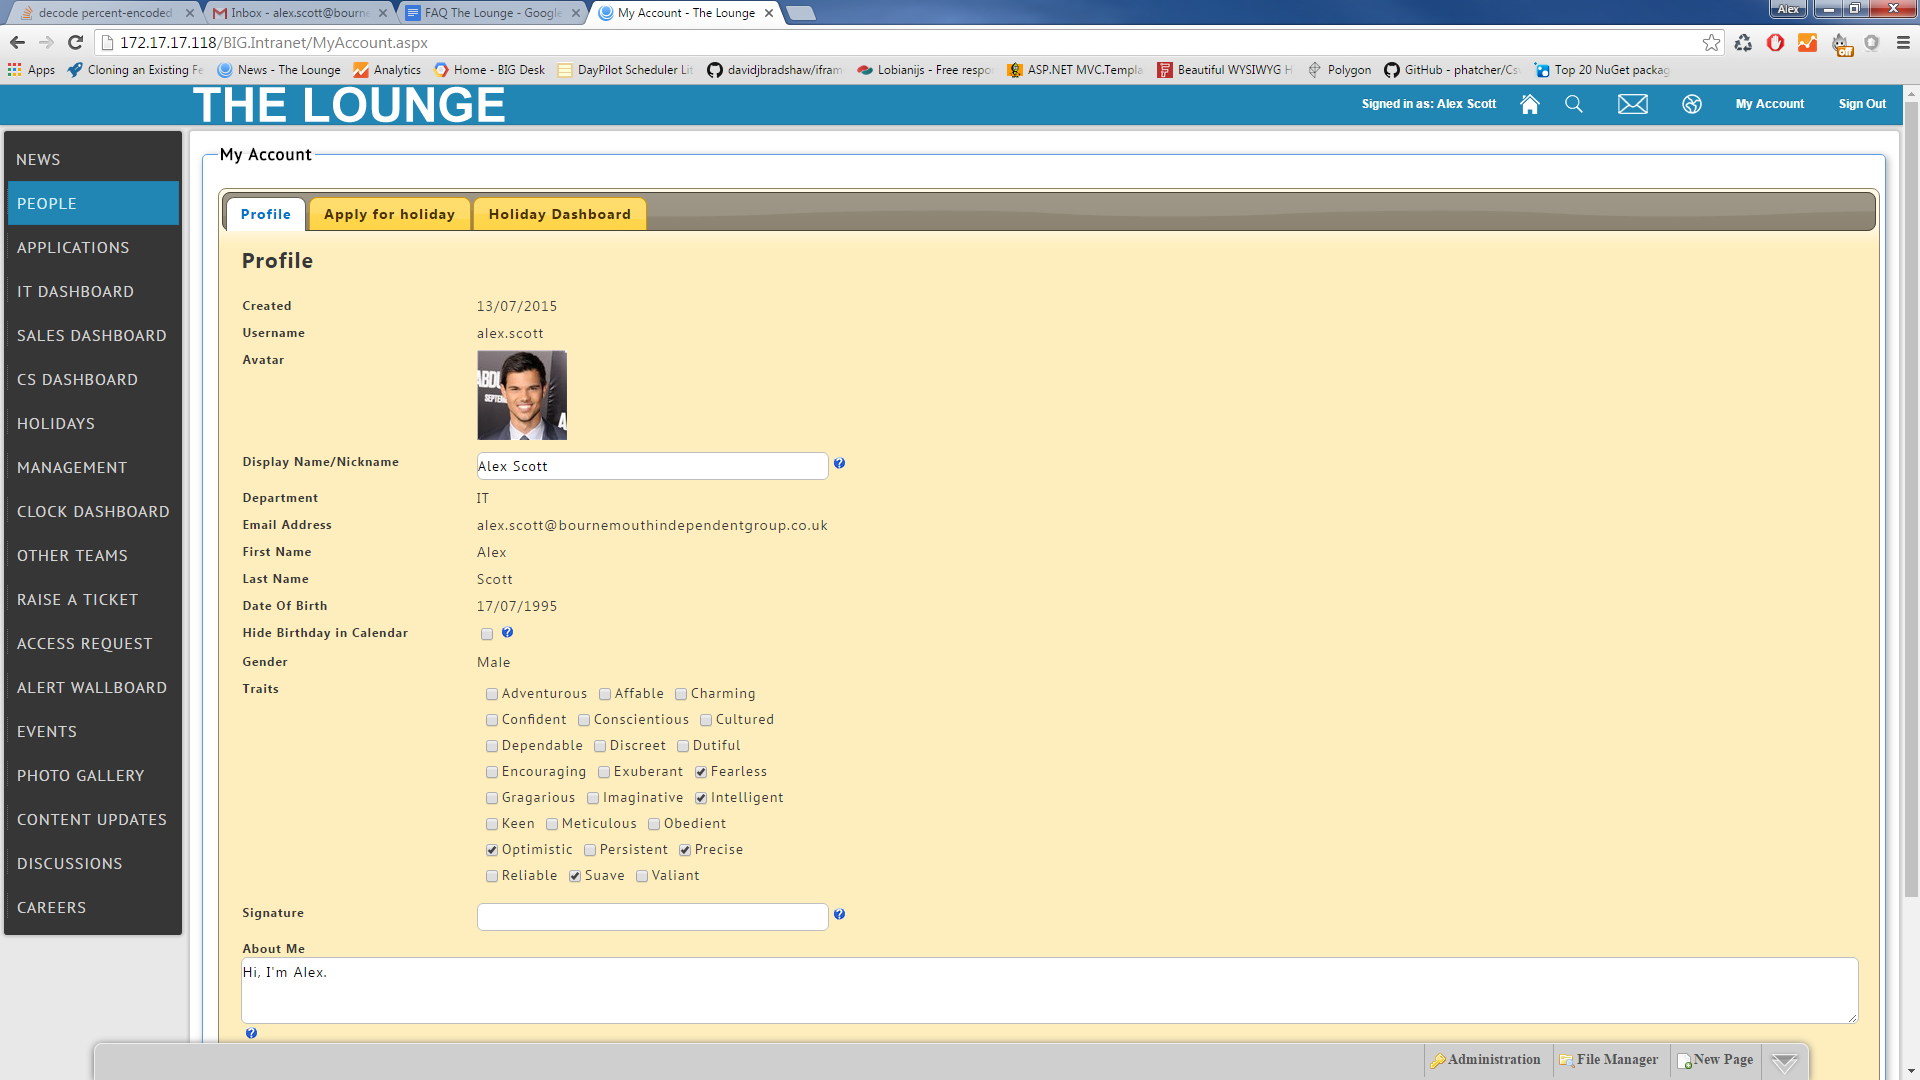 decode percent-encoded
Inbox - alex.scott@bourne
FAQ The Lounge - Google
My Account - The Lounge
Alex
172.17.17.118/BIG.Intranet/MyAccount.aspx
Apps
Cloning an Existing Fe
News - The Lounge
Analytics
Home - BIG Desk
DayPilot Scheduler Lit
davidjbradshaw/ifram
Lobianijs - Free respo
ASP.NET MVC.Templa
Beautiful WYSIWYG H
Polygon
GitHub - phatcher/Cs
Top 20 NuGet packag
off
THE LOUNGE
Signed in as: Alex Scott
My Account
Sign Out
NEWS
PEOPLE
APPLICATIONS
IT DASHBOARD
SALES DASHBOARD
CS DASHBOARD
HOLIDAYS
MANAGEMENT
CLOCK DASHBOARD
OTHER TEAMS
RAISE A TICKET
ACCESS REQUEST
ALERT WALLBOARD
EVENTS
PHOTO GALLERY
CONTENT UPDATES
DISCUSSIONS
CAREERS
My Account
Profile
Apply for holiday
Holiday Dashboard
Profile
Created 13/07/2015
Username alex.scott
Avatar
Display Name/Nickname Alex Scott
Department IT
Email Address alex.scott@bournemouthindependentgroup.co.uk
First Name Alex
Last Name Scott
Date Of Birth 17/07/1995
Hide Birthday in Calendar
Gender Male
Traits Adventurous Affable Charming
Confident Conscientious Cultured
Dependable Discreet Dutiful
Encouraging Exuberant Fearless
Gragarious Imaginative Intelligent
Keen Meticulous Obedient
Optimistic Persistent Precise
Reliable Suave Valiant
Signature
About Me
Hi, I'm Alex.
Administration
File Manager
New Page